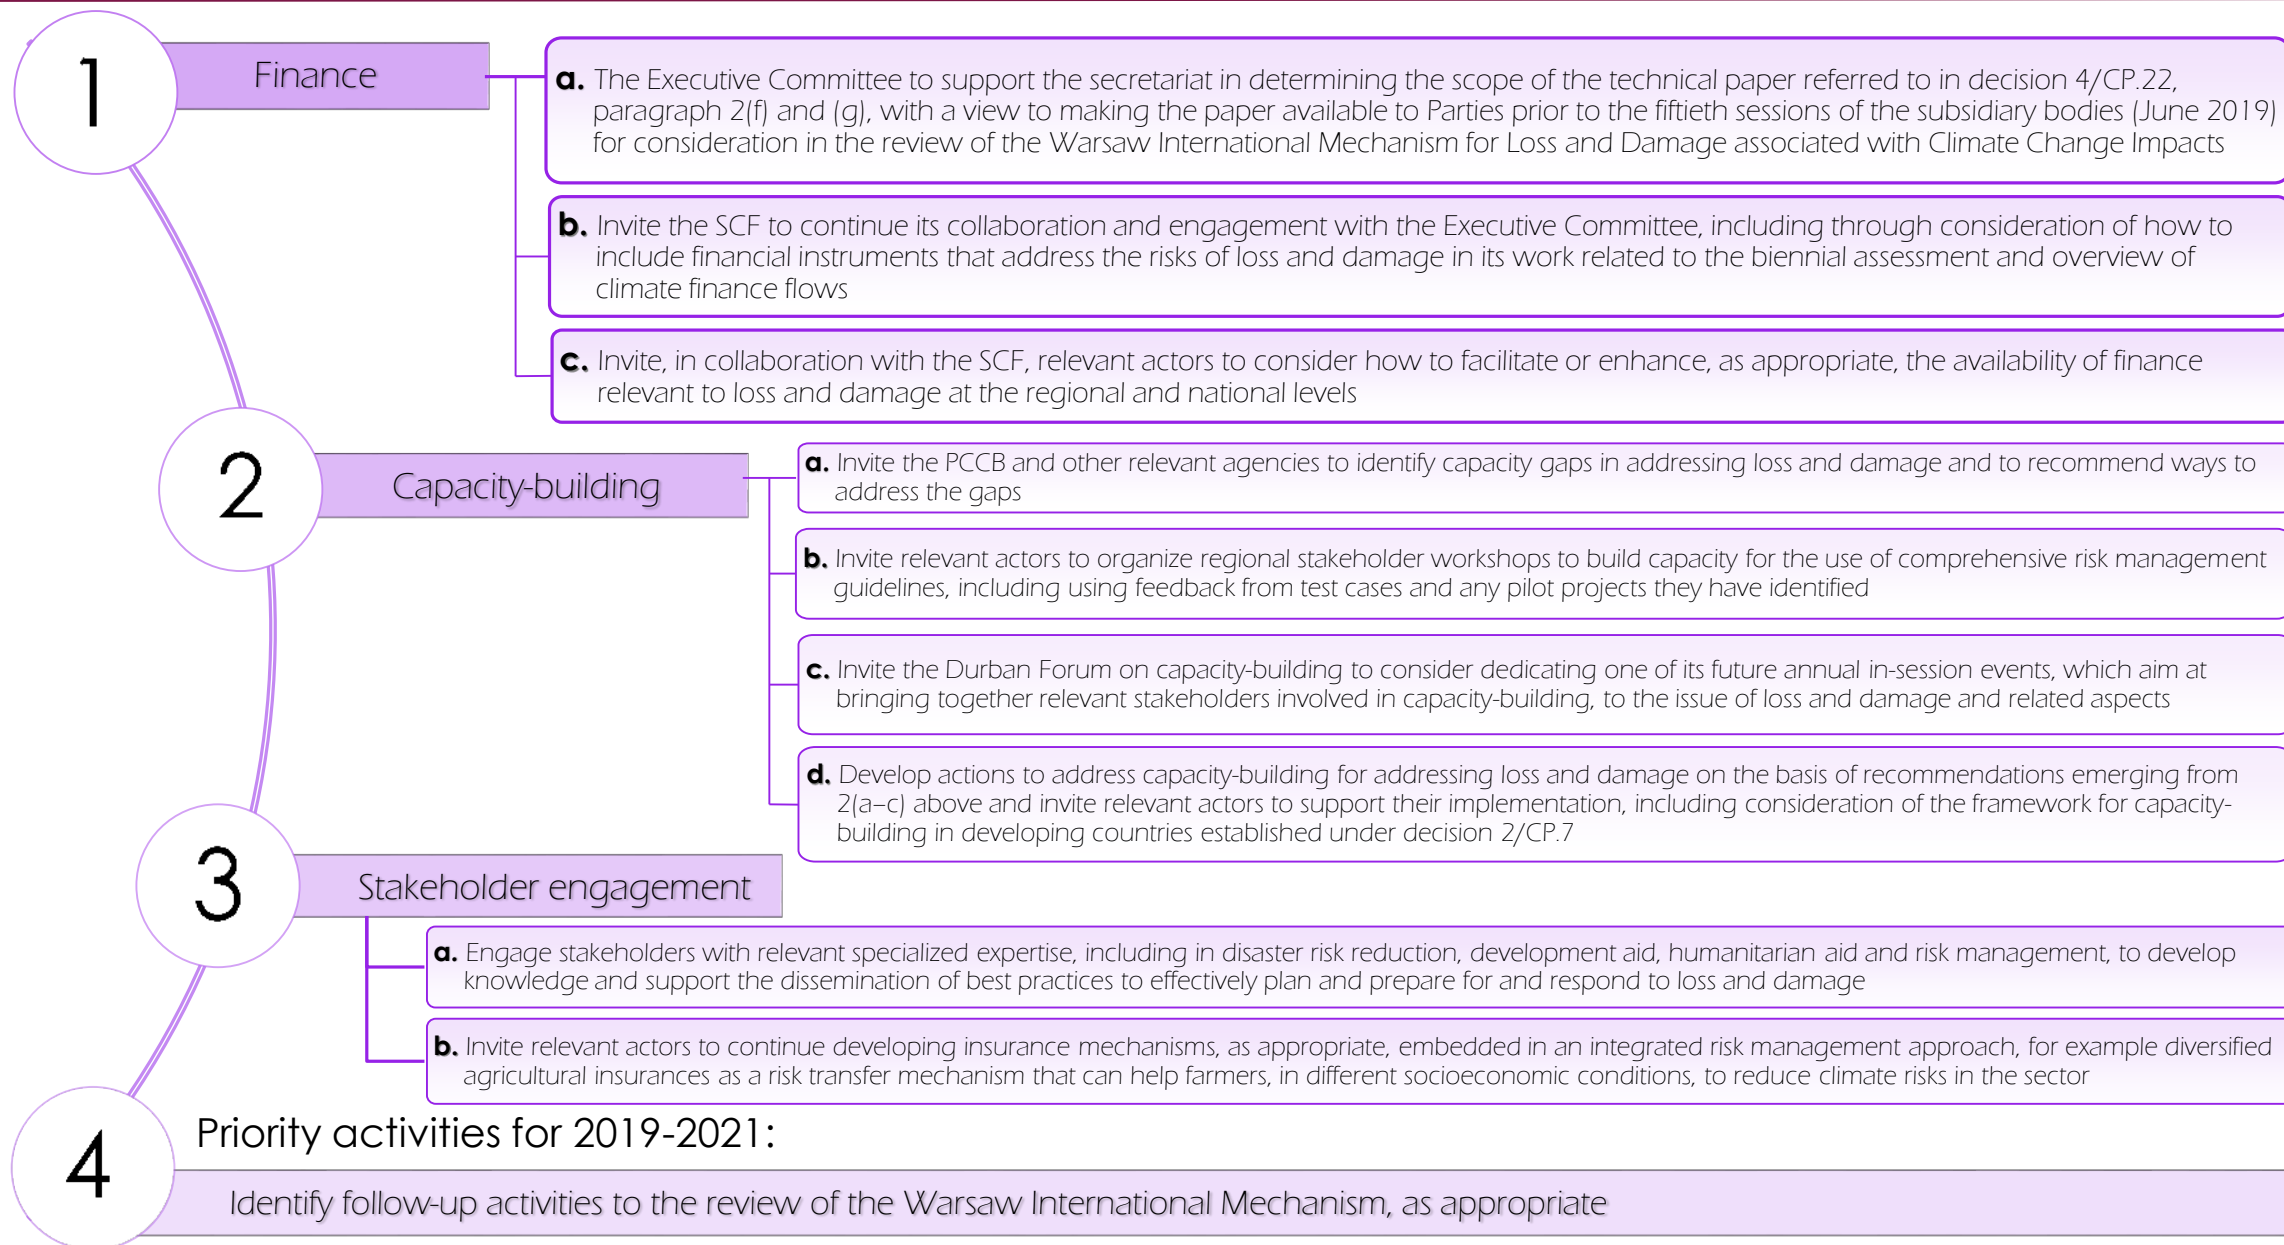 1
Finance
a. The Executive Committee to support the secretariat in determining the scope of the technical paper referred to in decision 4/CP.22,
paragraph 2(f) and (g), with a view to making the paper available to Parties prior to the fiftieth sessions of the subsidiary bodies (June 2019)
for consideration in the review of the Warsaw International Mechanism for Loss and Damage associated with Climate Change Impacts
b. Invite the SCF to continue its collaboration and engagement with the Executive Committee, including through consideration of how to
include financial instruments that address the risks of loss and damage in its work related to the biennial assessment and overview of
climate finance flows
c. Invite, in collaboration with the SCF, relevant actors to consider how to facilitate or enhance, as appropriate, the availability of finance
relevant to loss and damage at the regional and national levels
2
Capacity-building
a. Invite the PCCB and other relevant agencies to identify capacity gaps in addressing loss and damage and to recommend ways to
address the gaps
b. Invite relevant actors to organize regional stakeholder workshops to build capacity for the use of comprehensive risk management
guidelines, including using feedback from test cases and any pilot projects they have identified
c. Invite the Durban Forum on capacity-building to consider dedicating one of its future annual in-session events, which aim at
bringing together relevant stakeholders involved in capacity-building, to the issue of loss and damage and related aspects
d. Develop actions to address capacity-building for addressing loss and damage on the basis of recommendations emerging from
2(a–c) above and invite relevant actors to support their implementation, including consideration of the framework for capacity-
building in developing countries established under decision 2/CP.7
3
Stakeholder engagement
a. Engage stakeholders with relevant specialized expertise, including in disaster risk reduction, development aid, humanitarian aid and risk management, to develop
knowledge and support the dissemination of best practices to effectively plan and prepare for and respond to loss and damage
b. Invite relevant actors to continue developing insurance mechanisms, as appropriate, embedded in an integrated risk management approach, for example diversified
agricultural insurances as a risk transfer mechanism that can help farmers, in different socioeconomic conditions, to reduce climate risks in the sector
4
Priority activities for 2019-2021:
Identify follow-up activities to the review of the Warsaw International Mechanism, as appropriate